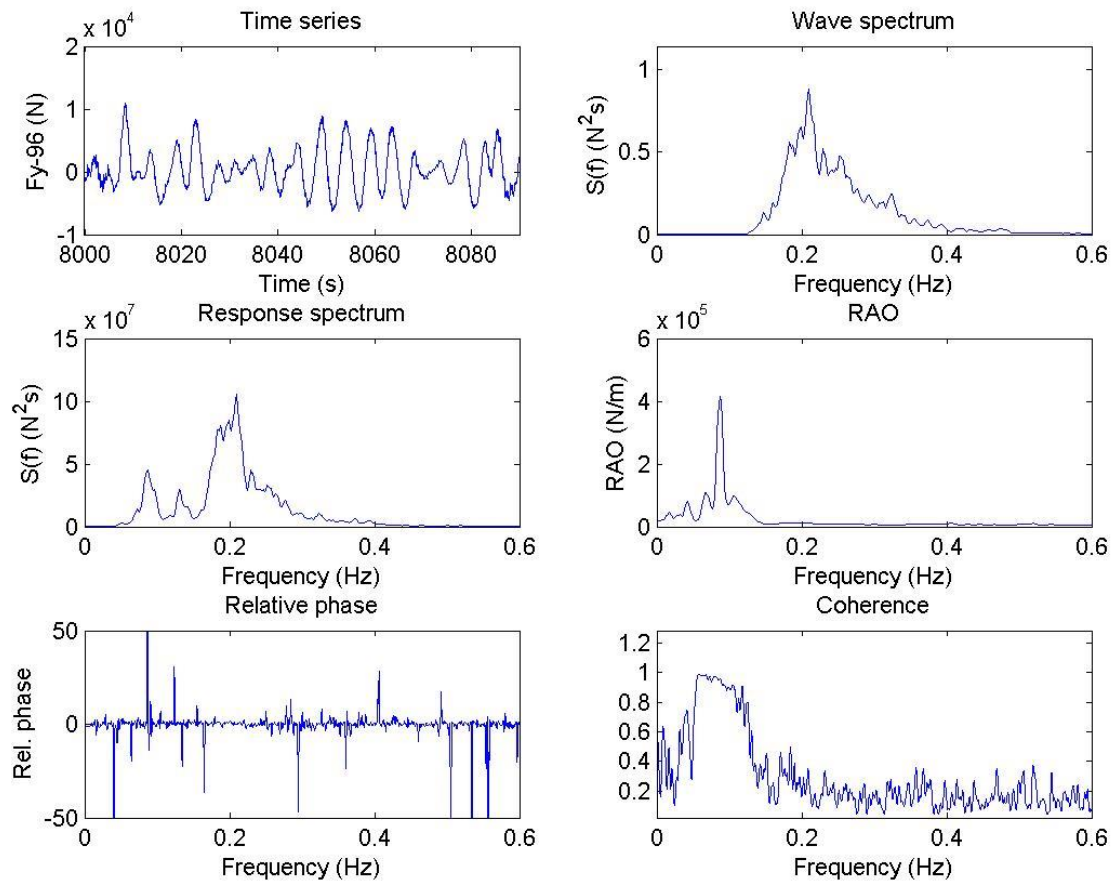 Time series
x 10^4
2
1
0
-1
Fy-96 (N)
8000 8020 8040 8060 8080
Time (s)
Wave spectrum
1
0.5
0
S(f) (N^2s)
0 0.2 0.4 0.6
Frequency (Hz)
Response spectrum
x 10^7
15
10
5
0
S(f) (N^2s)
0 0.2 0.4 0.6
Frequency (Hz)
RAO
x 10^5
6
4
2
0
RAO (N/m)
0 0.2 0.4 0.6
Frequency (Hz)
Relative phase
50
0
-50
Rel. phase
0 0.2 0.4 0.6
Frequency (Hz)
Coherence
1.2
1
0.8
0.6
0.4
0.2
0 0.2 0.4 0.6
Frequency (Hz)